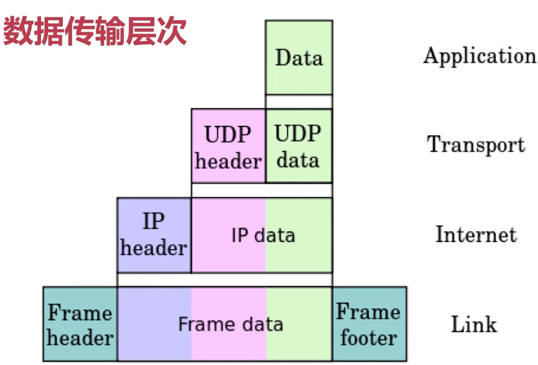 数据传输层次
Data
Application
UDP
header
UDP
data
Transport
IP
header
IP data
Internet
Frame
header
Frame data
Frame
footer
Link